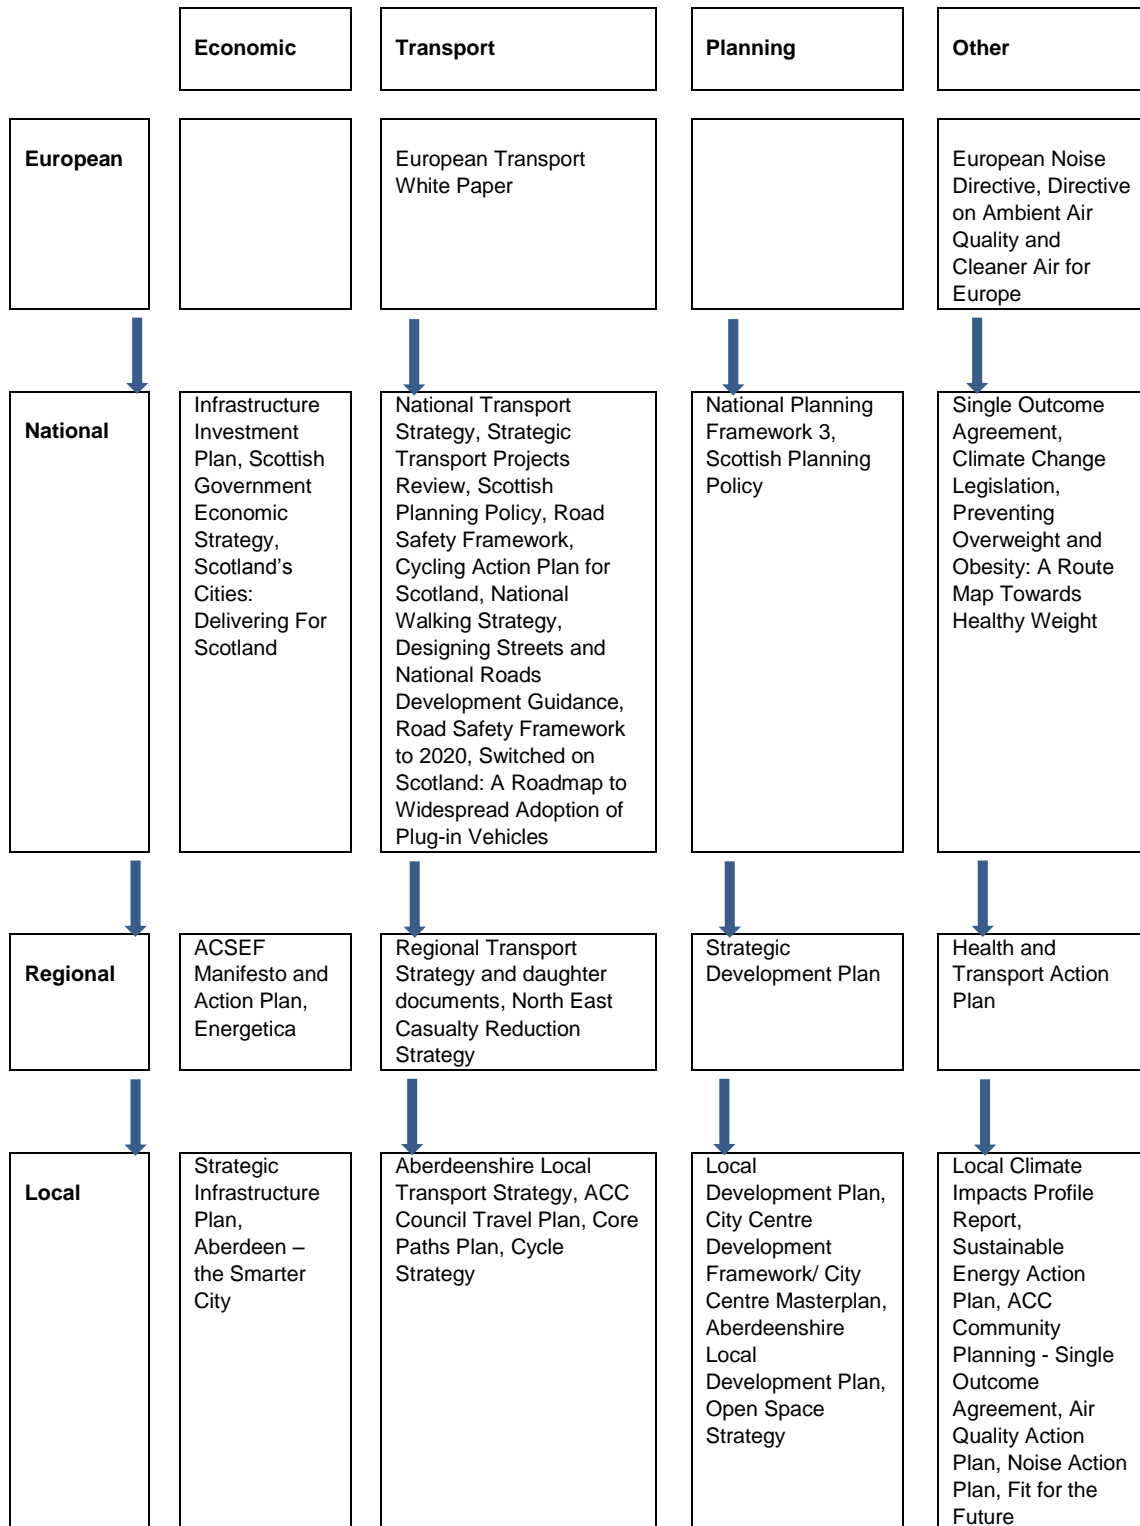 Economic
Transport
Planning
Other
European
European Transport
White Paper
European Noise
Directive, Directive
on Ambient Air
Quality and
Cleaner Air for
Europe
National
Infrastructure
Investment
Plan, Scottish
Government
Economic
Strategy,
Scotland’s
Cities:
Delivering For
Scotland
National Transport
Strategy, Strategic
Transport Projects
Review, Scottish
Planning Policy, Road
Safety Framework,
Cycling Action Plan for
Scotland, National
Walking Strategy,
Designing Streets and
National Roads
Development Guidance,
Road Safety Framework
to 2020, Switched on
Scotland: A Roadmap to
Widespread Adoption of
Plug-in Vehicles
National Planning
Framework 3,
Scottish Planning
Policy
Single Outcome
Agreement,
Climate Change
Legislation,
Preventing
Overweight and
Obesity: A Route
Map Towards
Healthy Weight
Regional
ACSEF
Manifesto and
Action Plan,
Energetica
Regional Transport
Strategy and daughter
documents, North East
Casualty Reduction
Strategy
Strategic
Development Plan
Health and
Transport Action
Plan
Local
Strategic
Infrastructure
Plan,
Aberdeen –
the Smarter
City
Aberdeenshire Local
Transport Strategy, ACC
Council Travel Plan, Core
Paths Plan, Cycle
Strategy
Local
Development Plan,
City Centre
Development
Framework/ City
Centre Masterplan,
Aberdeenshire
Local
Development Plan,
Open Space
Strategy
Local Climate
Impacts Profile
Report,
Sustainable
Energy Action
Plan, ACC
Community
Planning - Single
Outcome
Agreement, Air
Quality Action
Plan, Noise Action
Plan, Fit for the
Future